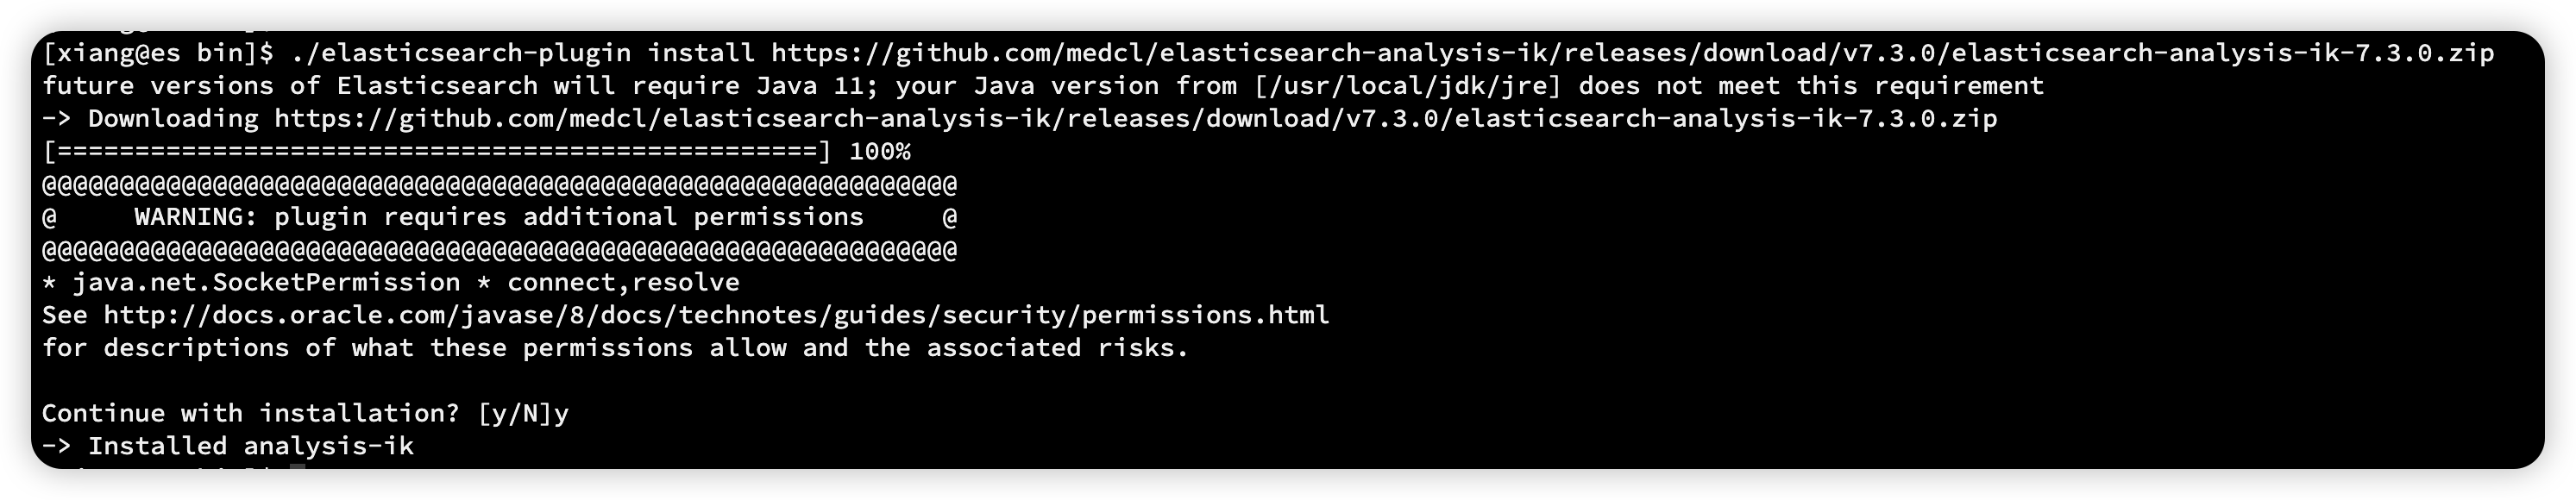 [xiang@es bin]$ ./elasticsearch-plugin install https://github.com/medcl/elasticsearch-analysis-ik/releases/download/v7.3.0/elasticsearch-analysis-ik-7.3.0.zip
future versions of Elasticsearch will require Java 11; your Java version from [/usr/local/jdk/jre] does not meet this requirement
-> Downloading https://github.com/medcl/elasticsearch-analysis-ik/releases/download/v7.3.0/elasticsearch-analysis-ik-7.3.0.zip
[=================================================] 100%
@@@@@@@@@@@@@@@@@@@@@@@@@@@@@@@@@@@@@@@@@@@@@@@@@@@@@@@@@@@
@     WARNING: plugin requires additional permissions     @
@@@@@@@@@@@@@@@@@@@@@@@@@@@@@@@@@@@@@@@@@@@@@@@@@@@@@@@@@@@
* java.net.SocketPermission * connect,resolve
See http://docs.oracle.com/javase/8/docs/technotes/guides/security/permissions.html
for descriptions of what these permissions allow and the associated risks.
Continue with installation? [y/N]y
-> Installed analysis-ik